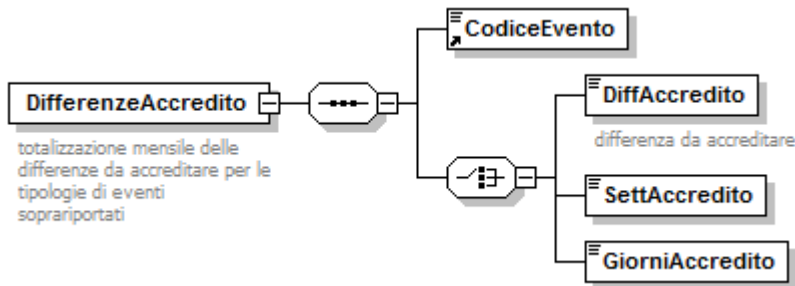 CodiceEvento
DifferenzeAccredito
totalizzazione mensile delle
differenze da accreditare per le
tipologie di eventi
soprariportati
DiffAccredito
differenza da accreditare
SettAccredito
GiorniAccredito